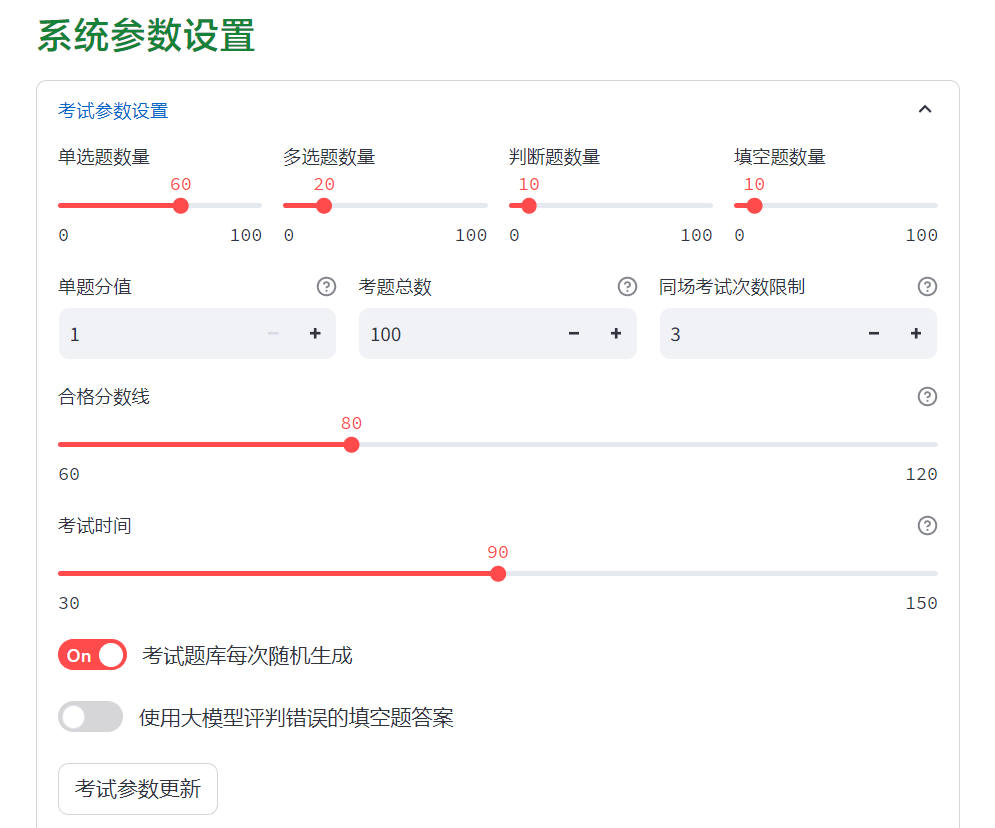 系统参数设置
考试参数设置
单选题数量 多选题数量 判断题数量 填空题数量
60 20 10 10
0 100 0 100 0 100 0 100
单题分值 考题总数 同场考试次数限制
1 100 3
合格分数线
80
60 120
考试时间
90
30 150
On 考试题库每次随机生成
使用大模型评判错误的填空题答案
考试参数更新